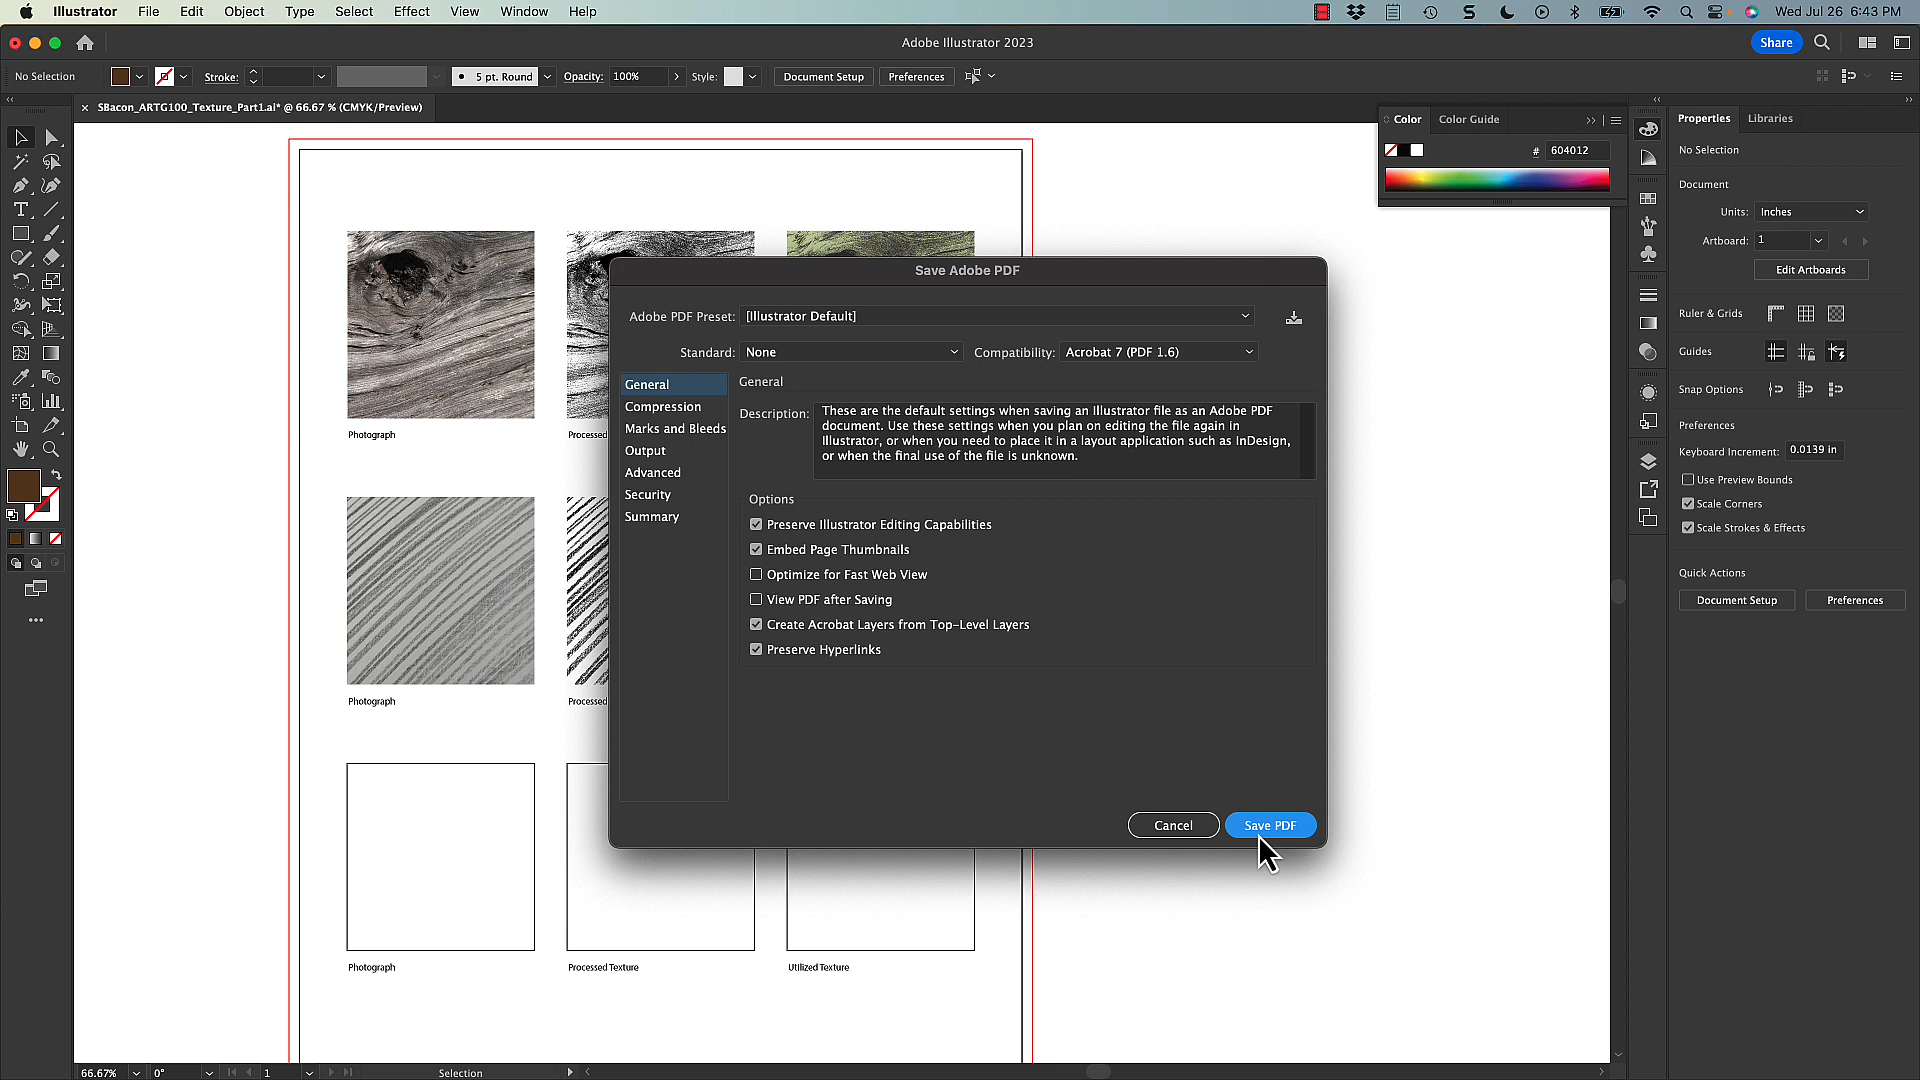 Illustrator File Edit Object Type Select Effect View Window Help Wed Jul 26 6:43 PM
Adobe Illustrator 2023 Share
No Selection Stroke: 5 pt. Round Opacity: 100% Style: Document Setup Preferences
SBacon_ARTG100_Texture_Part1.ai* @ 66.67 % (CMYK/Preview)
Color Color Guide
# 604012
Properties Libraries
No Selection
Document
Units: Inches
Artboard: 1
Edit Artboards
Ruler & Grids
Guides
Snap Options
Preferences
Keyboard Increment: 0.0139 in
Use Preview Bounds
Scale Corners
Scale Strokes & Effects
Quick Actions
Document Setup Preferences
Photograph
Processed
Photograph
Processed
Photograph
Processed Texture
Utilized Texture
Save Adobe PDF
Adobe PDF Preset: [Illustrator Default]
Standard: None Compatibility: Acrobat 7 (PDF 1.6)
General
Compression
Marks and Bleeds
Output
Advanced
Security
Summary
General
Description: These are the default settings when saving an Illustrator file as an Adobe PDF
document. Use these settings when you plan on editing the file again in
Illustrator, or when you need to place it in a layout application such as InDesign,
or when the final use of the file is unknown.
Options
Preserve Illustrator Editing Capabilities
Embed Page Thumbnails
Optimize for Fast Web View
View PDF after Saving
Create Acrobat Layers from Top-Level Layers
Preserve Hyperlinks
Cancel Save PDF
66.67% 0° 1 Selection